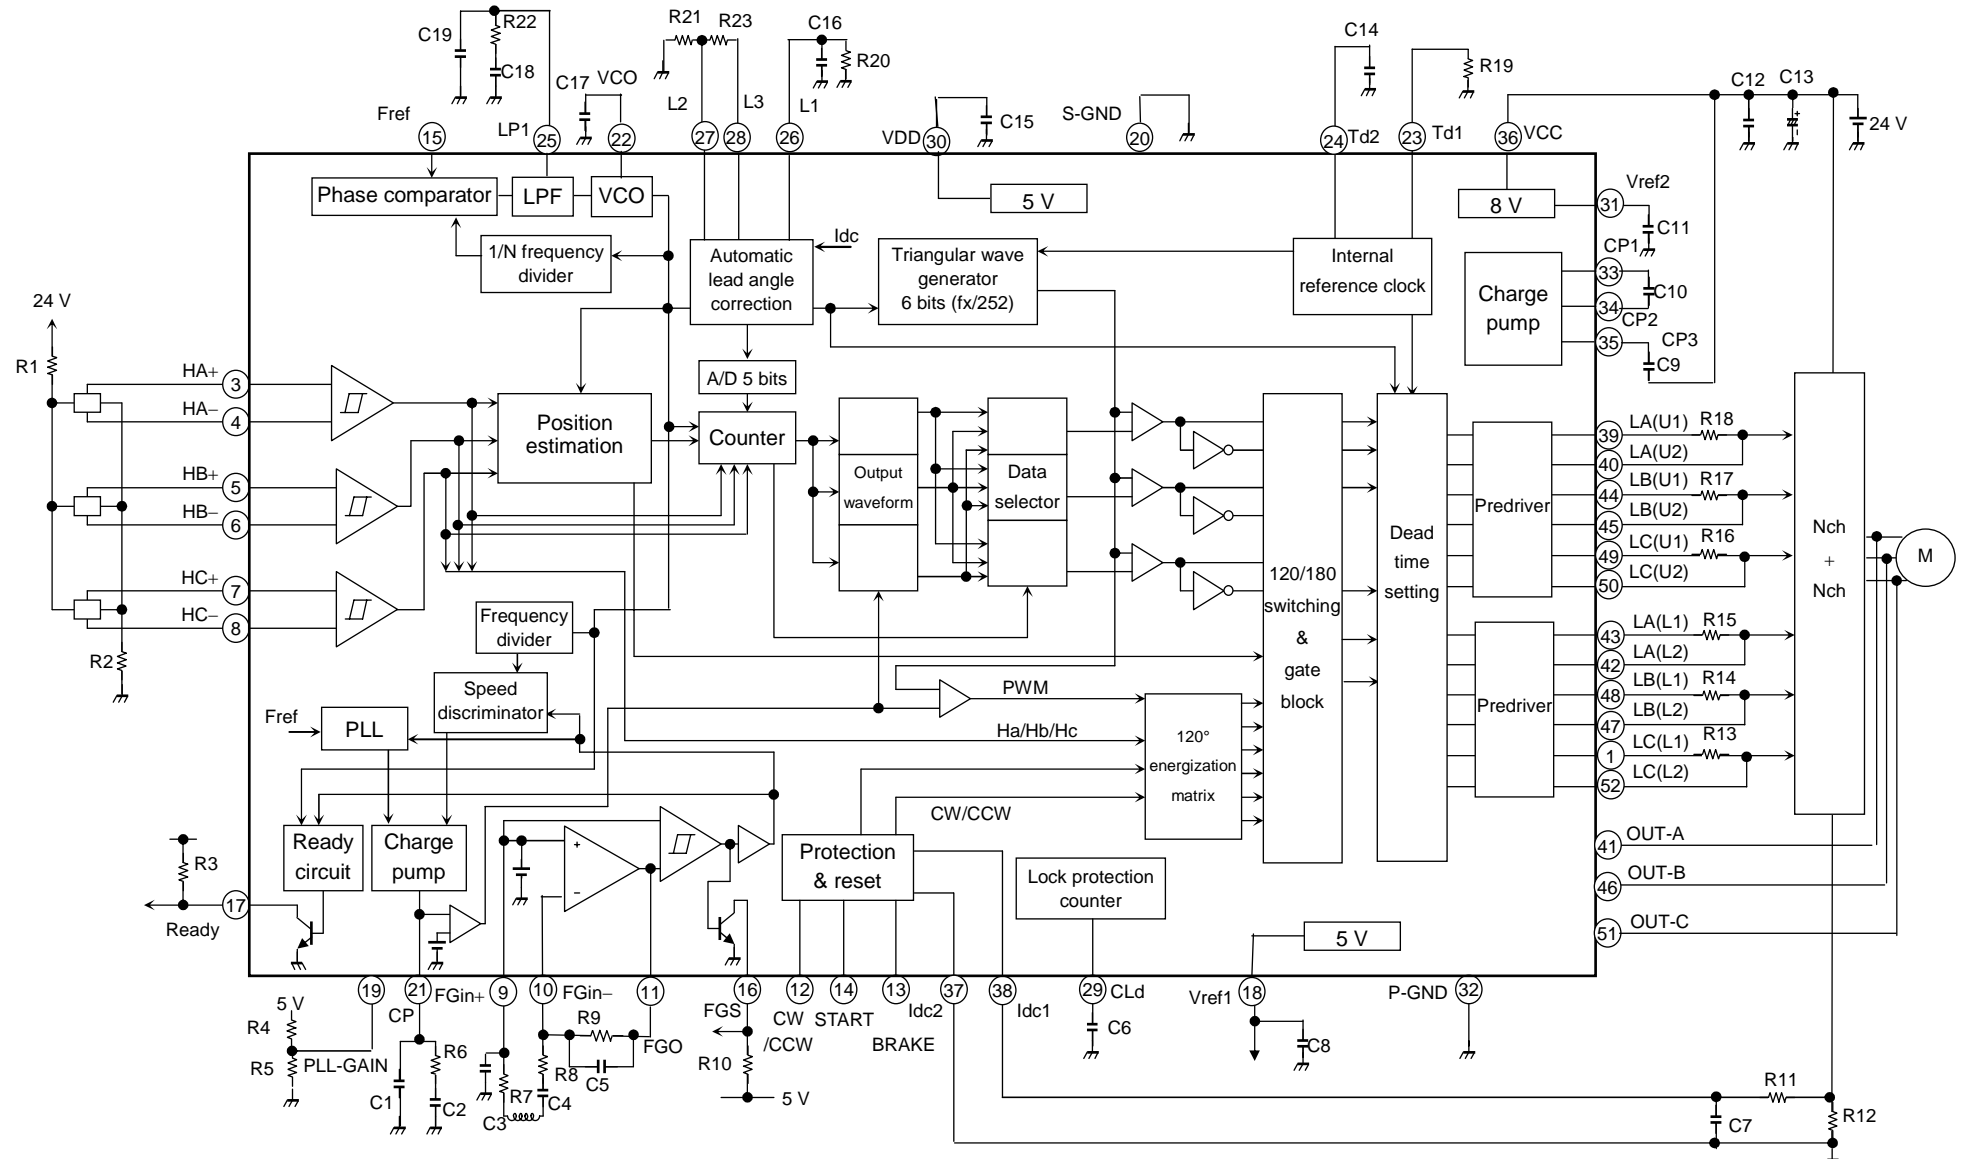 C19
R22
C18
C17
VCO
R21
R23
L2
L3
L1
C16
R20
C15
S-GND
C14
R19
C12
C13
24 V
Fref
15
LP1
25
22
27
28
26
VDD
30
20
24
Td2
23
Td1
36
VCC
Phase comparator
LPF
VCO
5 V
8 V
31
Vref2
C11
1/N frequency
divider
Automatic
lead angle
correction
Idc
Triangular wave
generator
6 bits (fx/252)
Internal
reference clock
Charge
pump
CP1
33
C10
34
CP2
35
CP3
C9
24 V
R1
HA+
3
HA−
4
HB+
5
HB−
6
HC+
7
HC−
8
R2
A/D 5 bits
Position
estimation
Counter
Output
waveform
Data
selector
120/180
switching
&
gate
block
Dead
time
setting
Predriver
Predriver
39
LA(U1)
R18
40
LA(U2)
44
LB(U1)
R17
45
LB(U2)
49
LC(U1)
R16
50
LC(U2)
43
LA(L1)
R15
42
LA(L2)
48
LB(L1)
R14
47
LB(L2)
1
LC(L1)
R13
52
LC(L2)
Nch
+
Nch
M
Frequency
divider
Speed
discriminator
Fref
PLL
PWM
Ha/Hb/Hc
120°
energization
matrix
CW/CCW
41
OUT-A
46
OUT-B
51
OUT-C
R3
17
Ready
Ready
circuit
Charge
pump
+
−
Protection
& reset
Lock protection
counter
5 V
19
21
CP
FGin+
9
10
FGin−
11
16
FGS
12
CW
/CCW
14
START
13
BRAKE
Idc2
37
38
Idc1
29
CLd
Vref1
18
P-GND
32
5 V
R4
R5
PLL-GAIN
C1
R6
C2
C3
R7
R8
C4
R9
C5
FGO
R10
5 V
C6
C8
R11
C7
R12